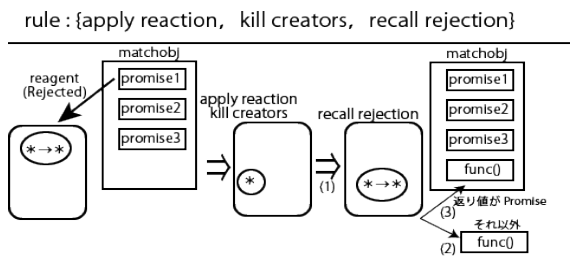 rule : {apply reaction, kill creators, recall rejection}
matchobj
reagent
(Rejected)
promise1
promise2
promise3
*→*
apply reaction
kill creators
*
(1)
recall rejection
*→*
matchobj
promise1
promise2
promise3
func()
(3)
返り値が Promise
それ以外
(2)
func()